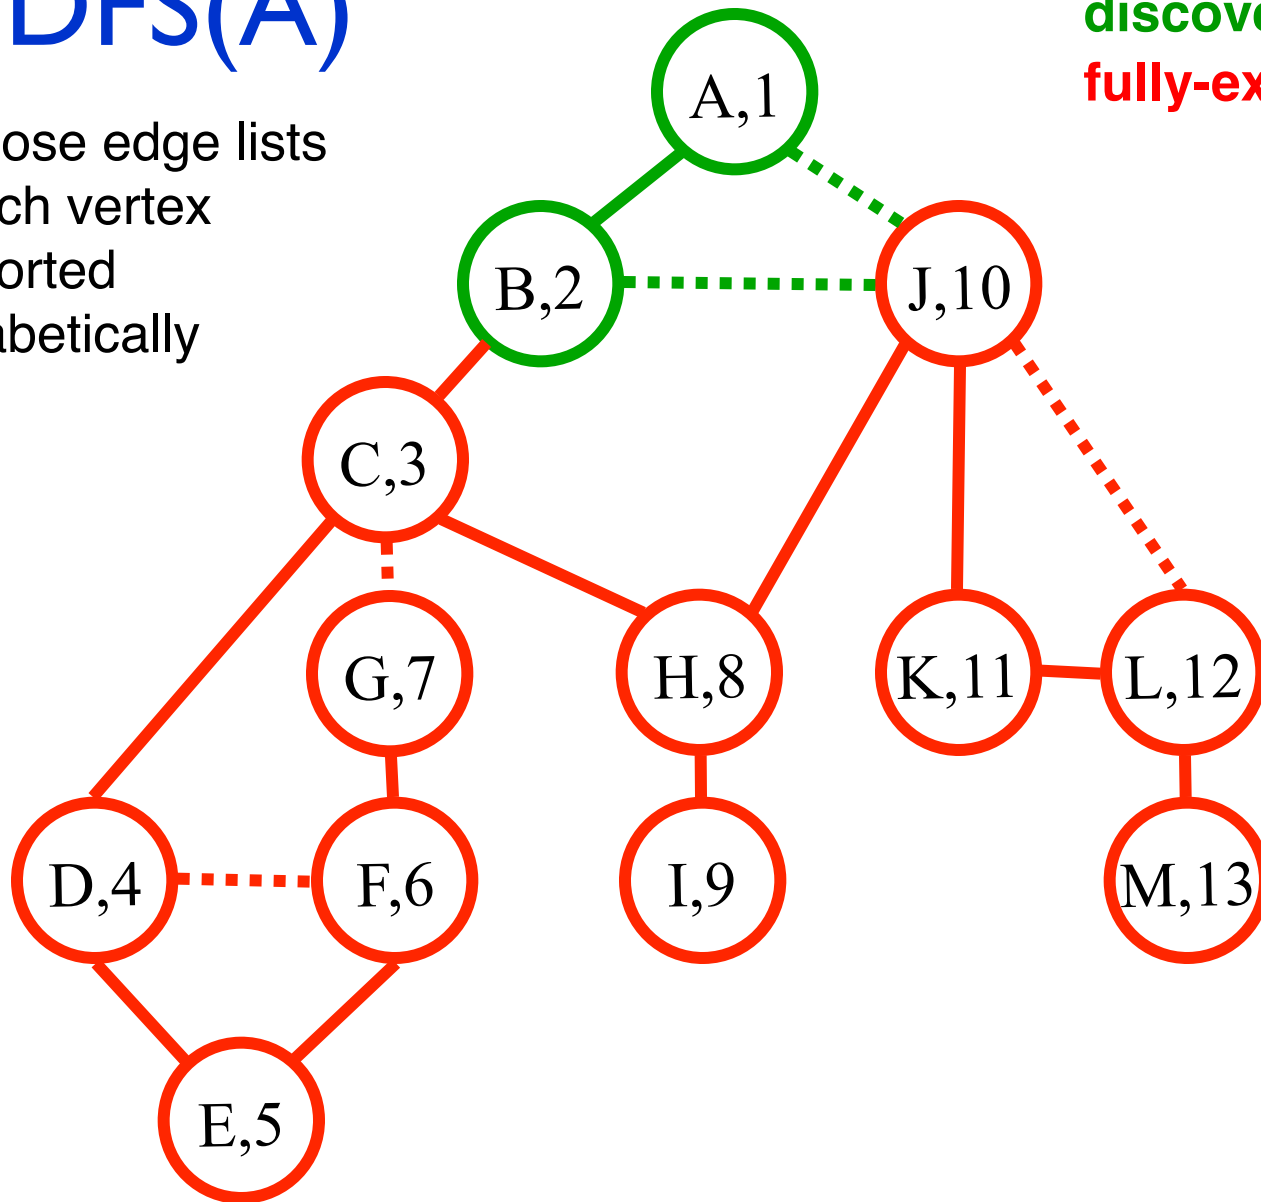 DFS(A)
discove
fully-ex
ose edge lists
ch vertex
orted
abetically
A,1
B,2
J,10
C,3
G,7
H,8
K,11
L,12
D,4
F,6
I,9
M,13
E,5